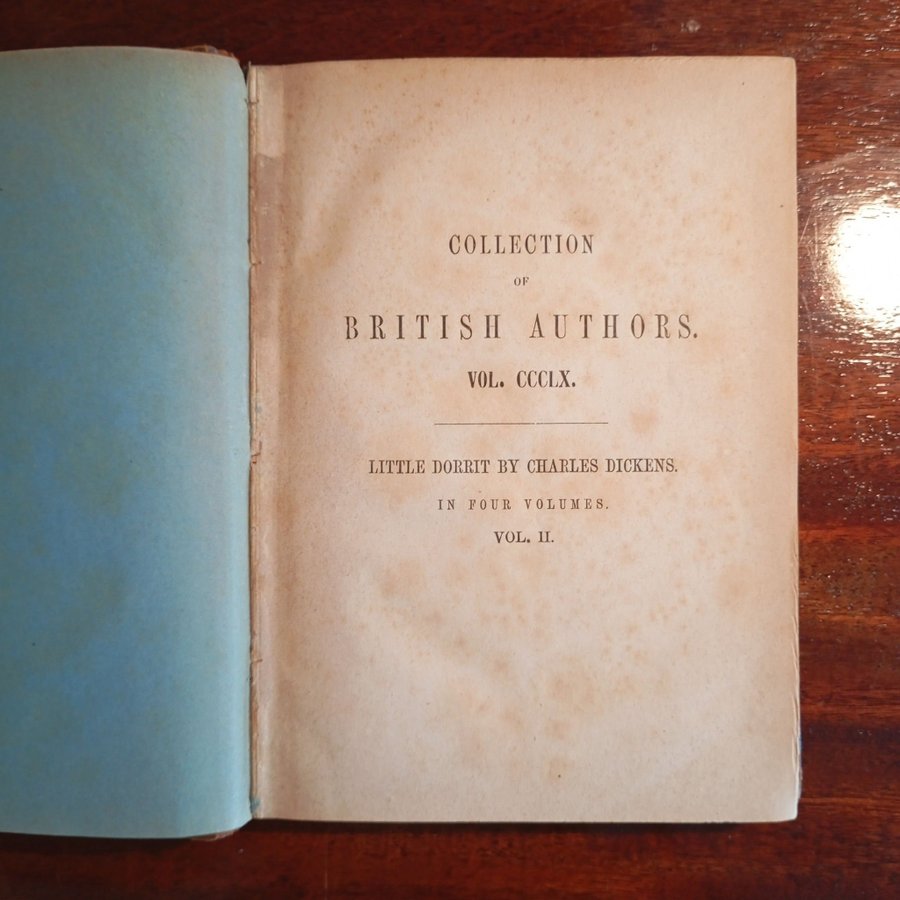 COLLECTION
OF
BRITISH AUTHORS.
VOL. CCCLX.
LITTLE DORRIT BY CHARLES DICKENS.
IN FOUR VOLUMES.
VOL. II.